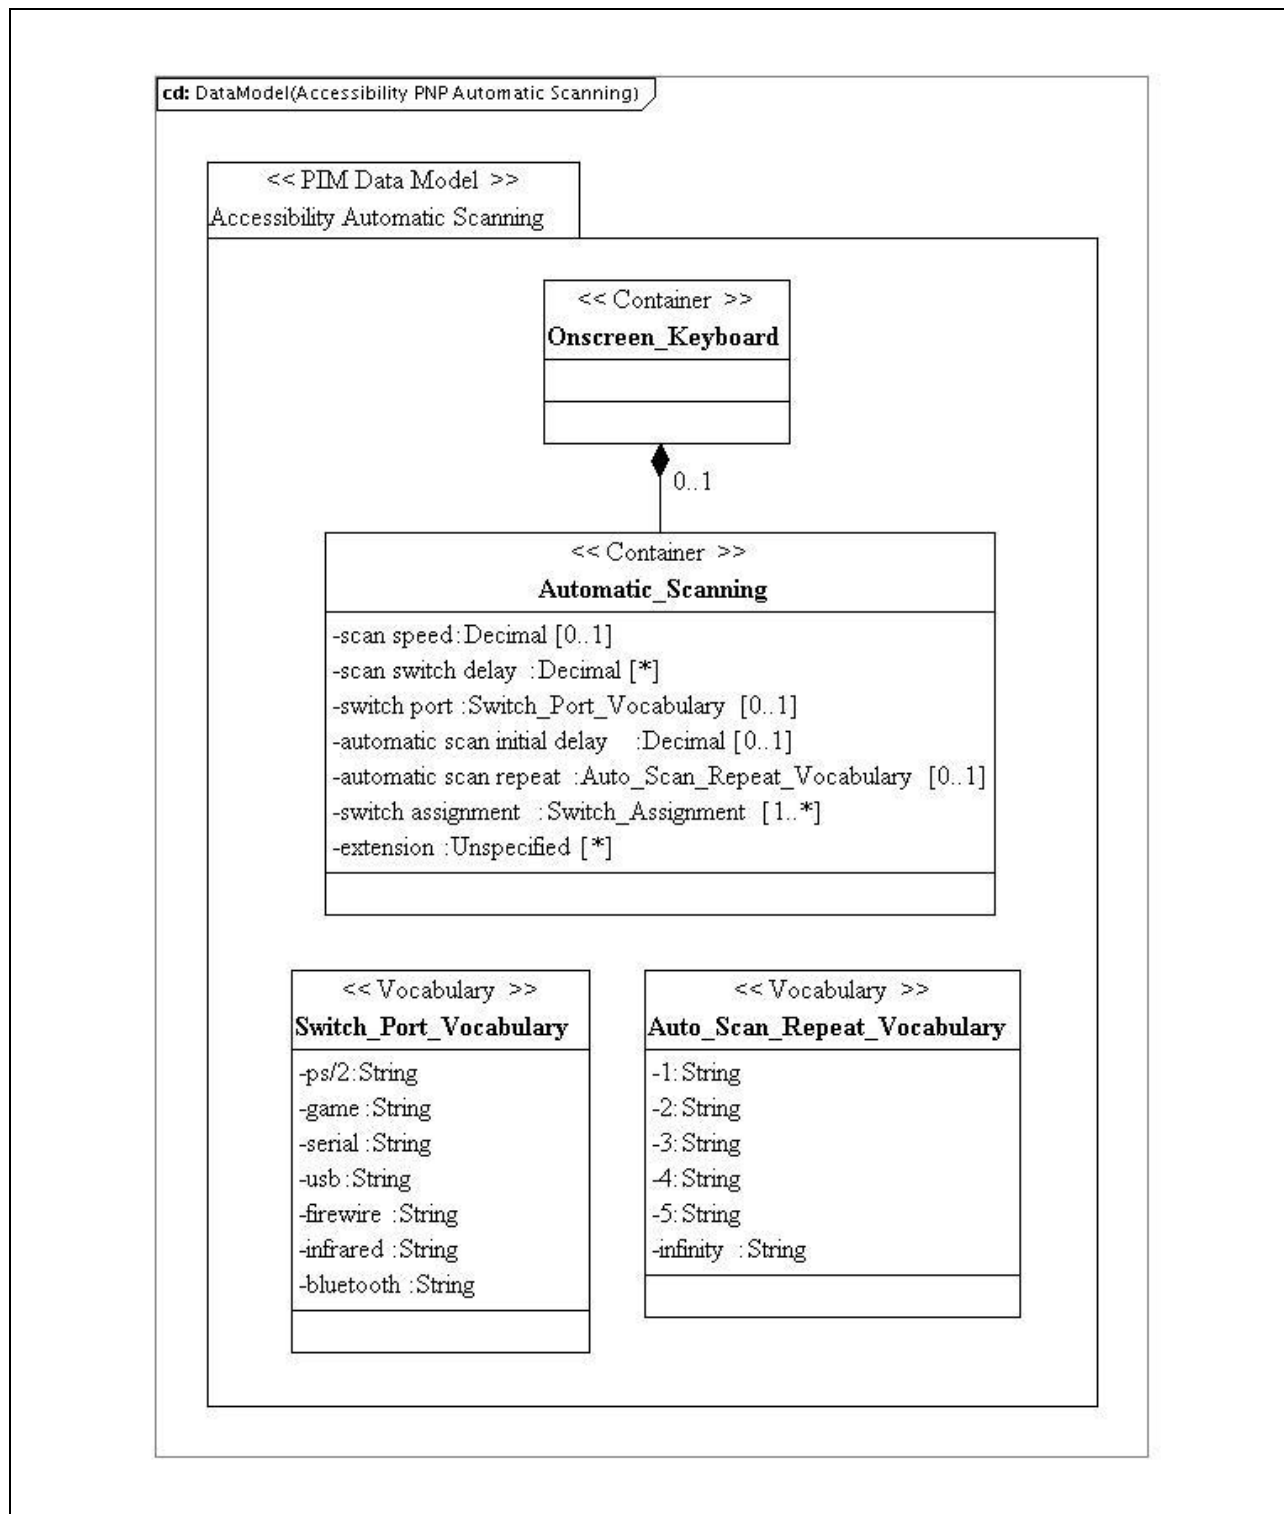 cd: DataModel(Accessibility PNP Automatic Scanning)
<< PIM Data Model >>
Accessibility Automatic Scanning
<< Container >>
Onscreen_Keyboard
0..1
<< Container >>
Automatic_Scanning
-scan speed:Decimal [0..1]
-scan switch delay :Decimal [*]
-switch port :Switch_Port_Vocabulary [0..1]
-automatic scan initial delay :Decimal [0..1]
-automatic scan repeat :Auto_Scan_Repeat_Vocabulary [0..1]
-switch assignment :Switch_Assignment [1..*]
-extension :Unspecified [*]
<< Vocabulary >>
Switch_Port_Vocabulary
-ps/2:String
-game :String
-serial :String
-usb :String
-firewire :String
-infrared :String
-bluetooth :String
<< Vocabulary >>
Auto_Scan_Repeat_Vocabulary
-1: String
-2: String
-3: String
-4: String
-5: String
-infinity :String